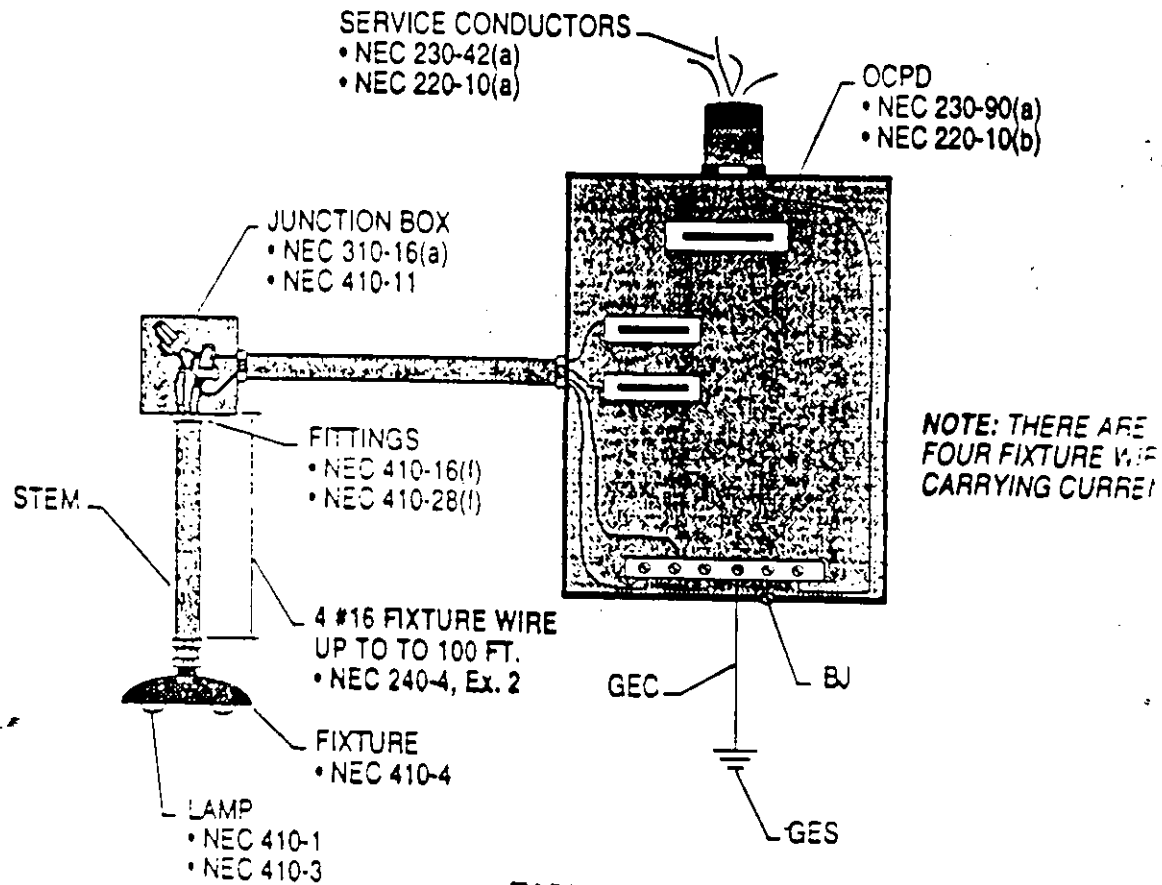 SERVICE CONDUCTORS
• NEC 230-42(a)
• NEC 220-10(a)
OCPD
• NEC 230-90(a)
• NEC 220-10(b)
JUNCTION BOX
• NEC 310-16(a)
• NEC 410-11
FITTINGS
• NEC 410-16(f)
• NEC 410-28(f)
STEM
NOTE: THERE ARE
FOUR FIXTURE
CARRYING
4 #16 FIXTURE WIRE
UP TO TO 100 FT.
• NEC 240-4, Ex. 2
GEC
BJ
FIXTURE
• NEC 410-4
LAMP
• NEC 410-1
• NEC 410-3
GES